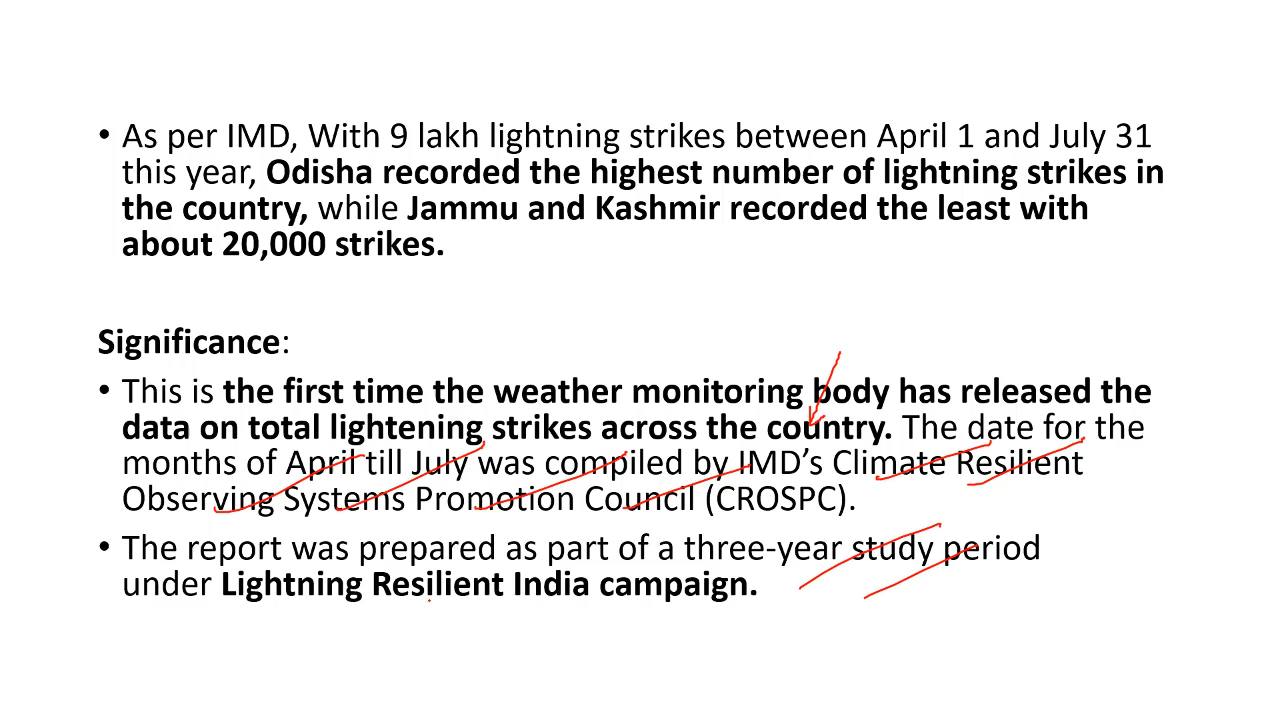 • As per IMD, With 9 lakh lightning strikes between April 1 and July 31
this year, Odisha recorded the highest number of lightning strikes in
the country, while Jammu and Kashmir recorded the least with
about 20,000 strikes.
Significance:
• This is the first time the weather monitoring body has released the
data on total lightening strikes across the country. The date for the
months of April till July was compiled by IMD’s Climate Resilient
Observing Systems Promotion Council (CROSPC).
• The report was prepared as part of a three-year study period
under Lightning Resilient India campaign.